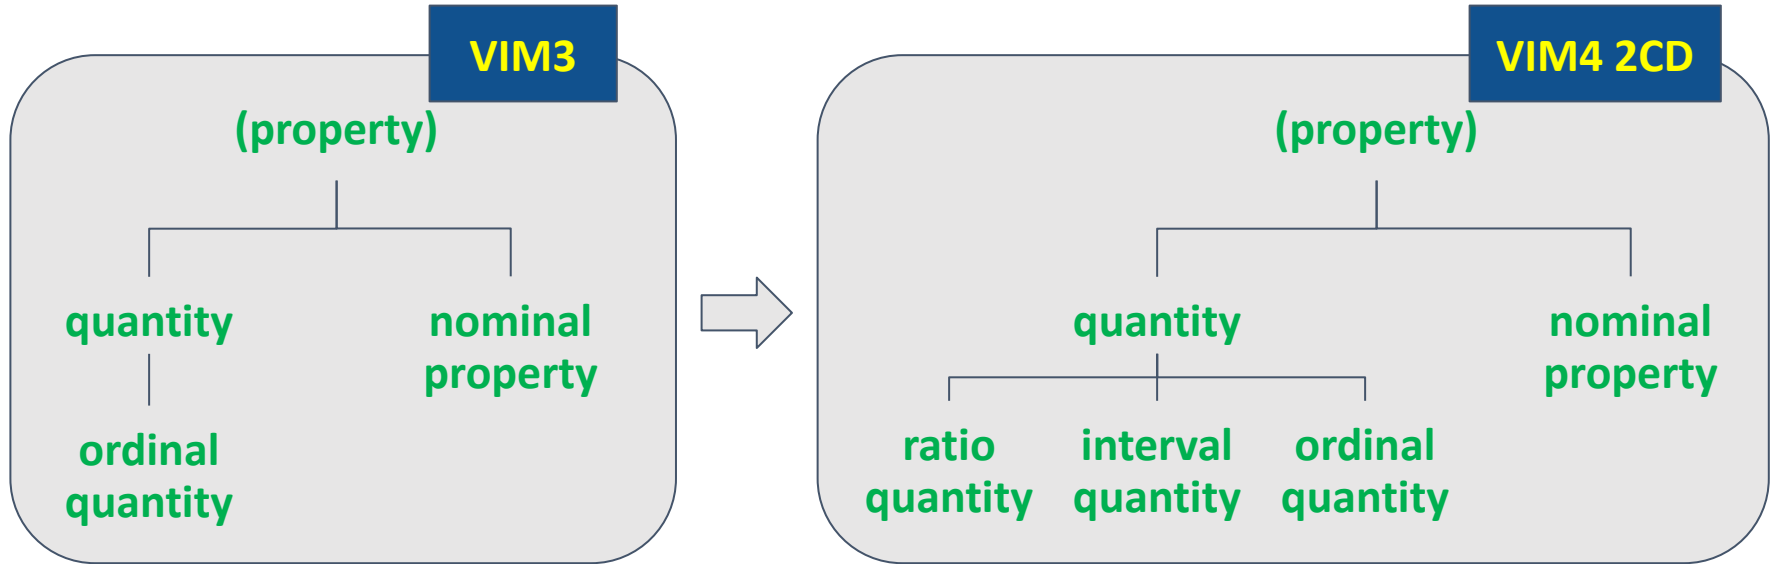 VIM3
(property)
quantity
nominal
property
ordinal
quantity
VIM4 2CD
(property)
quantity
nominal
property
ratio
quantity
interval
quantity
ordinal
quantity